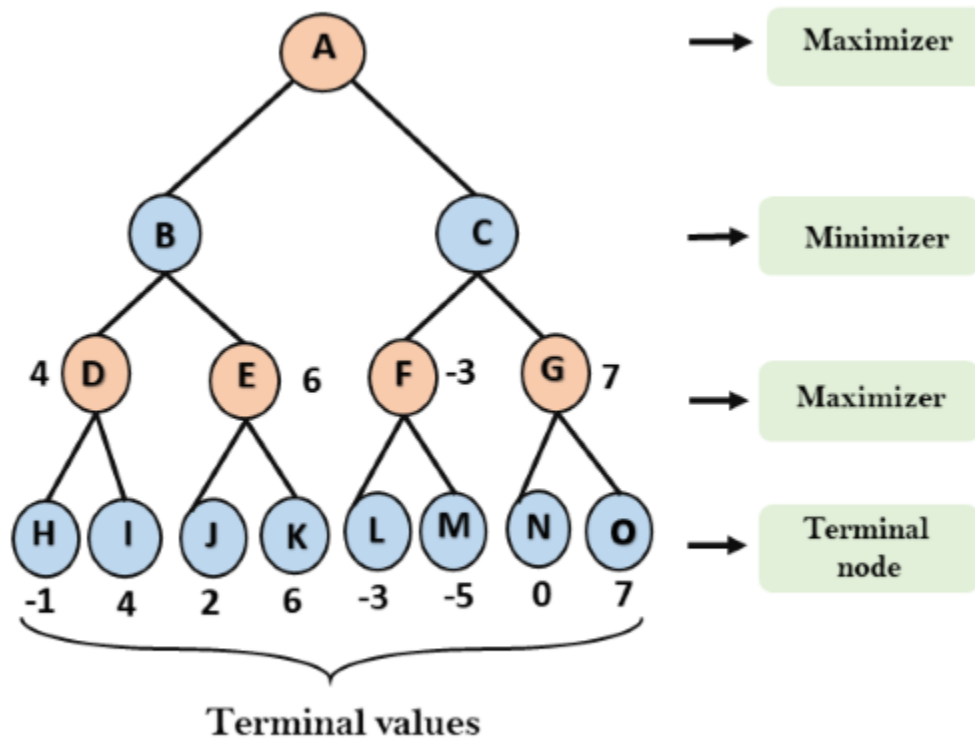 A
Maximizer
B
C
Minimizer
4 D E 6 F -3 G 7
Maximizer
H I J K L M N O
Terminal
node
-1 4 2 6 -3 -5 0 7
Terminal values